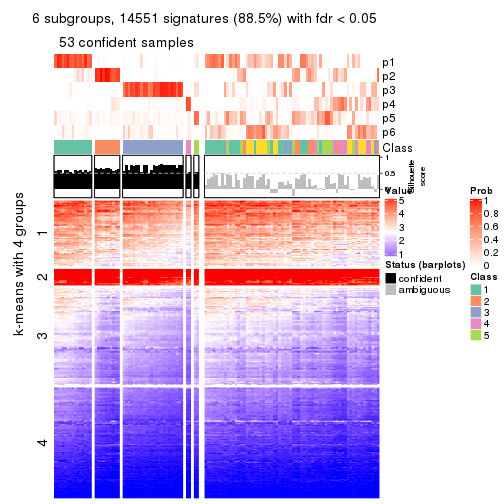 6 subgroups, 14551 signatures (88.5%) with fdr < 0.05
53 confident samples
p1
p2
p3
p4
p5
p6
Class
1
0.5
0
Silhouette
score
k-means with 4 groups
1
2
3
4
Value
5
4
3
2
1
Status (barplots)
confident
ambiguous
Prob
1
0.8
0.6
0.4
0.2
0
Class
1
2
3
4
5